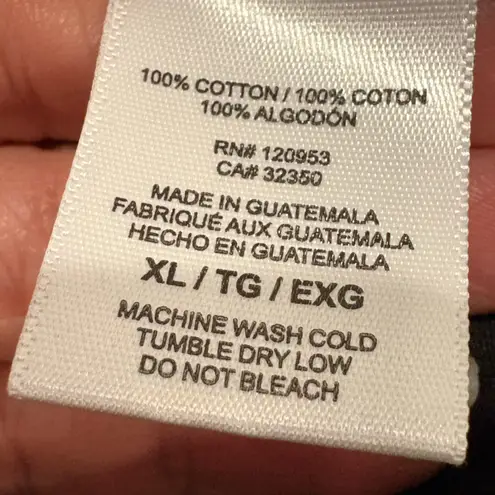 100% COTTON / 100% COTON
100% ALGODÓN
RN# 120953
CA# 32350
MADE IN GUATEMALA
FABRIQUÉ AUX GUATEMALA
HECHO EN GUATEMALA
XL / TG / EXG
MACHINE WASH COLD
TUMBLE DRY LOW
DO NOT BLEACH